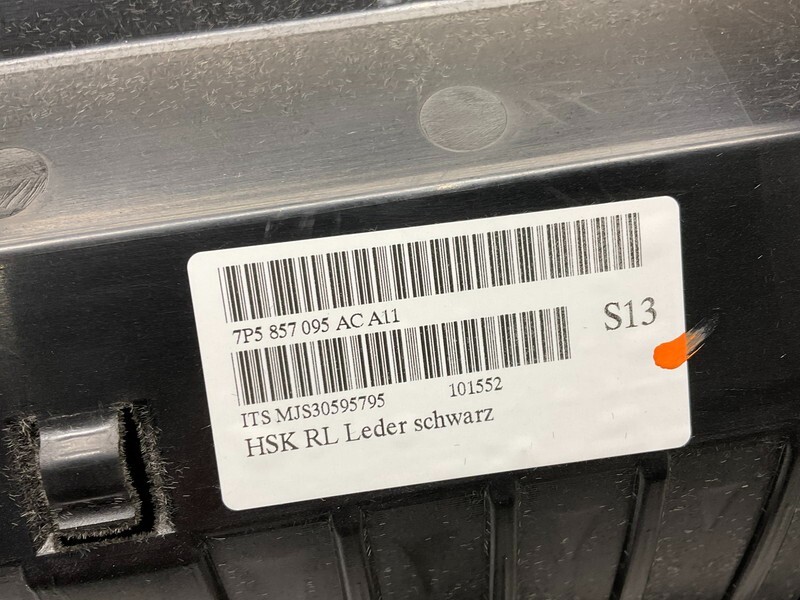 7P5 857 095 AC A11
S13
ITS MJS30595795 101552
HSK RL Leder schwarz